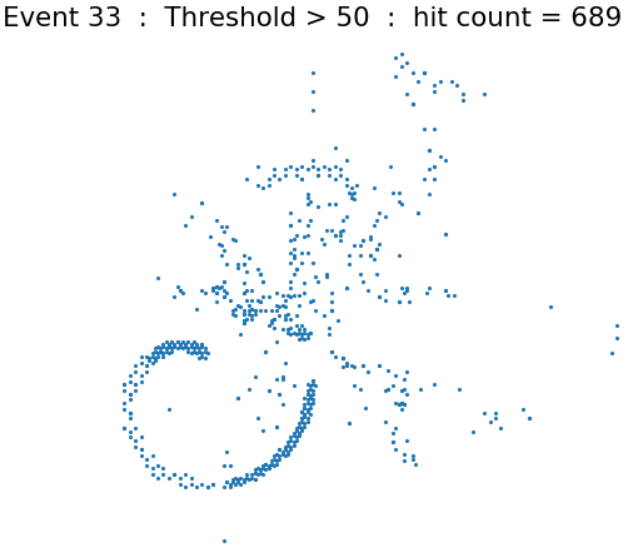 Event 33 : Threshold > 50 : hit count = 689